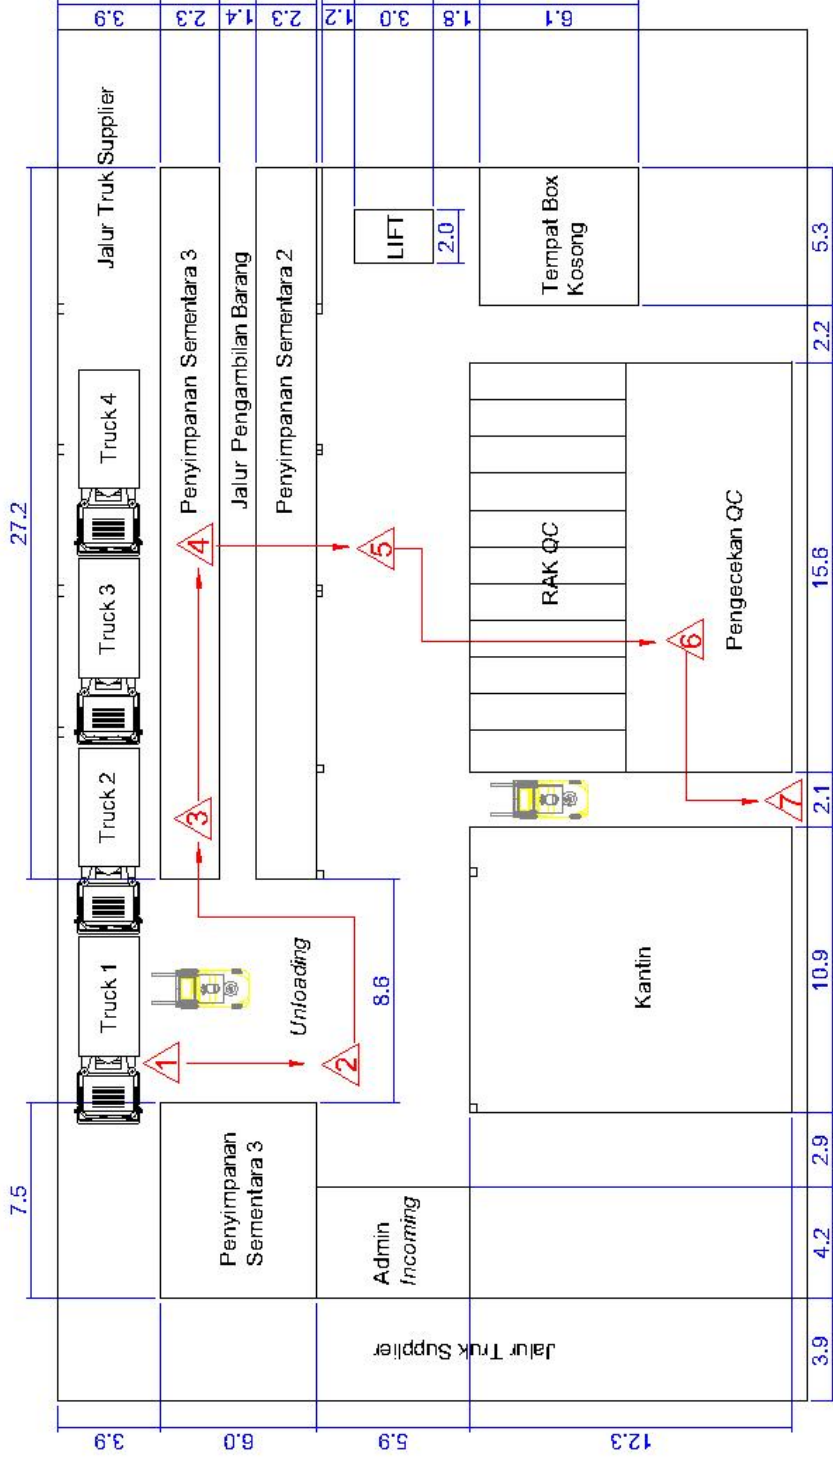 7.5
27.2
3.9
Truck 1
Truck 2
Truck 3
Truck 4
Jalur Truk Supplier
3.9
6.0
Penyimpanan
Sementara 3
1
Unloading
2
8.6
3
4
Penyimpanan Sementara 3
2.3
Jalur Pengambilan Barang
1.4
Penyimpanan Sementara 2
2.3
1.2
Jalur Truk Supplier
5.9
Admin
Incoming
5
LIFT
3.0
2.0
1.8
12.3
Kantin
RAK QC
6
Pengecekan QC
7
Tempat Box
Kosong
6.1
3.9
4.2
2.9
10.9
2.1
15.6
2.2
5.3